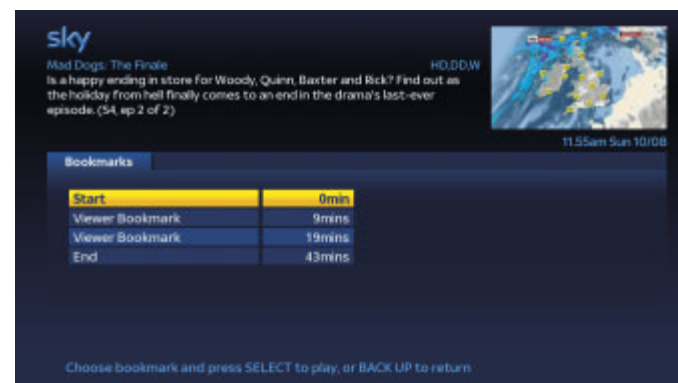 sky
Mad Dogs: The Finale HD,DD,W
Is a happy ending in store for Woody, Quinn, Baxter and Rick? Find out as
the holiday from hell finally comes to an end in the drama's last-ever
episode. (S4, ep 2 of 2)
11.55am Sun 10/08
Bookmarks
Start 0min
Viewer Bookmark 9mins
Viewer Bookmark 19mins
End 43mins
Choose bookmark and press SELECT to play, or BACK UP to return